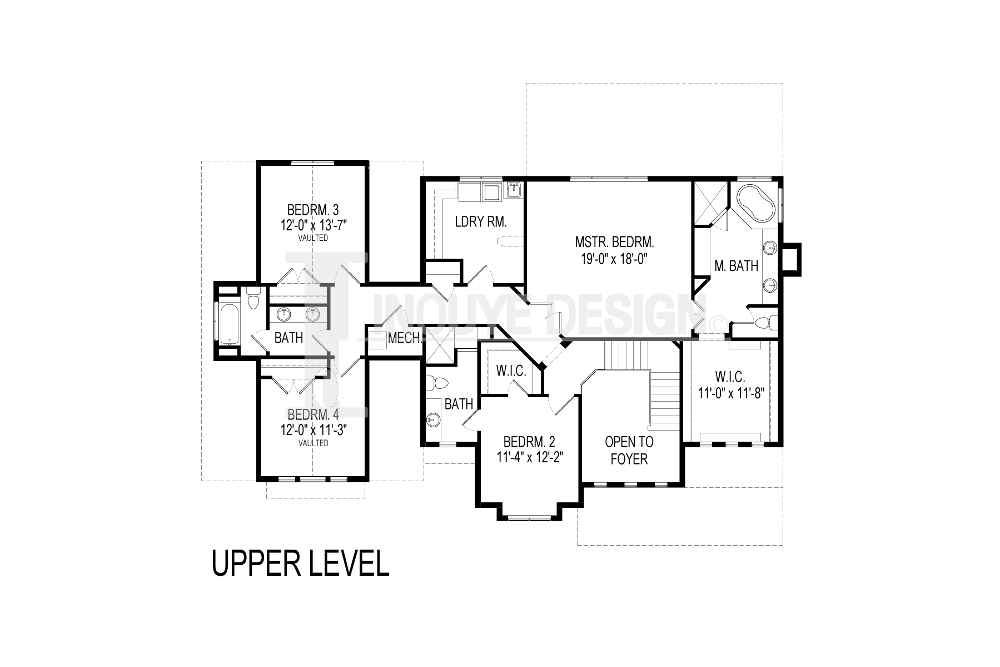 BEDRM. 3
12'-0" x 13'-7"
VAULTED
LDRY RM.
MSTR. BEDRM.
19'-0" x 18'-0"
M. BATH
INOUYE DESIGN©
BATH
MECH.
W.I.C.
W.I.C.
11'-0" x 11'-8"
BEDRM. 4
12'-0" x 11'-3"
VAULTED
BATH
BEDRM. 2
11'-4" x 12'-2"
OPEN TO
FOYER
UPPER LEVEL